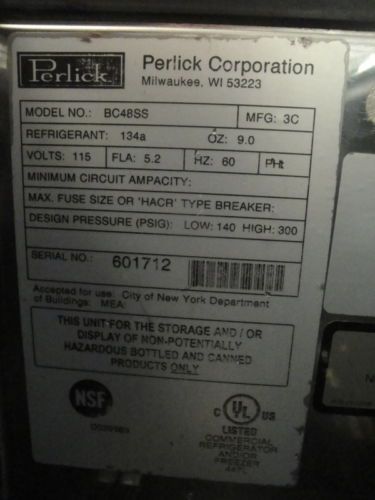 Perlick
Perlick Corporation
Milwaukee, WI 53223
MODEL NO.: BC48SS MFG: 3C
REFRIGERANT: 134a OZ: 9.0
VOLTS: 115 FLA: 5.2 HZ: 60
MINIMUM CIRCUIT AMPACITY:
MAX. FUSE SIZE OR 'HACR' TYPE BREAKER:
DESIGN PRESSURE (PSIG): LOW: 140 HIGH: 300
SERIAL NO.: 601712
Accepted for use: City of New York Department
of Buildings: MEA:
THIS UNIT FOR THE STORAGE AND / OR
DISPLAY OF NON-POTENTIALLY
HAZARDOUS BOTTLED AND CANNED
PRODUCTS ONLY
NSF
C UL US
LISTED
COMMERCIAL
REFRIGERATOR
AND/OR
FREEZER